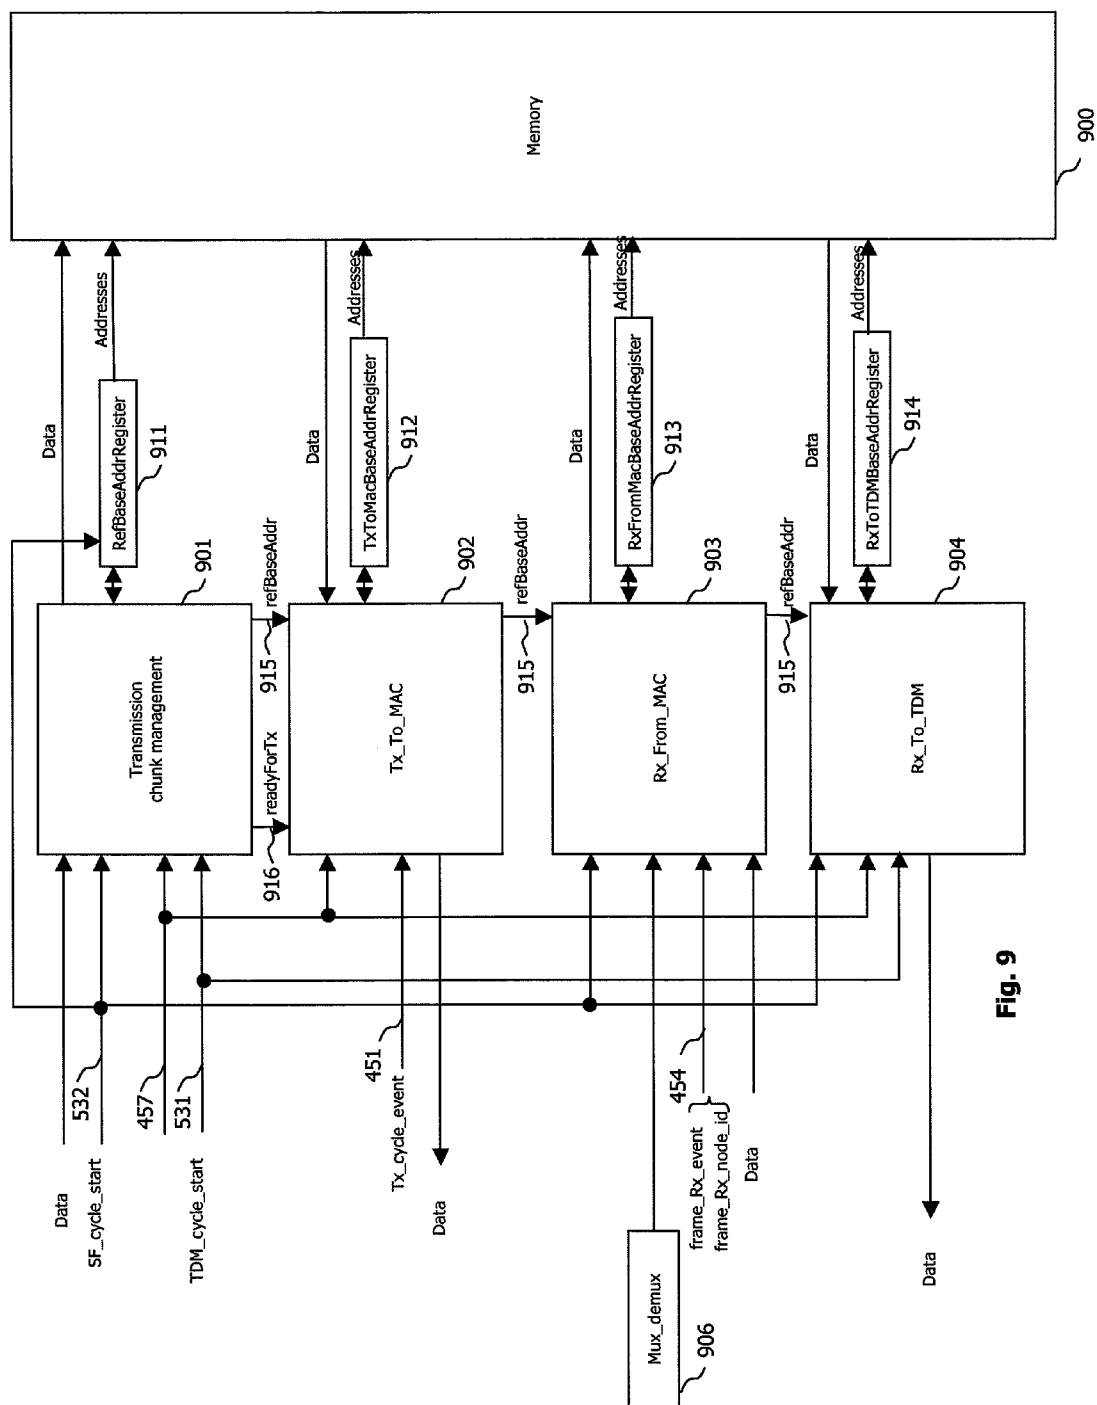 Memory
900
Data
Addresses
RefBaseAddrRegister
911
Data
Addresses
TxToMacBaseAddrRegister
912
Data
Addresses
RxFromMacBaseAddrRegister
913
Data
Addresses
RxToTDMBaseAddrRegister
914
Transmission
chunk management
901
refBaseAddr
915
readyForTx
916
Tx_To_MAC
902
refBaseAddr
915
Rx_From_MAC
903
refBaseAddr
915
Rx_To_TDM
904
Data
SF_cycle_start
532
457
TDM_cycle_start
531
Tx_cycle_event
451
Data
Mux_demux
906
frame_Rx_event
frame_Rx_node_id
454
Data
Data
Fig. 9